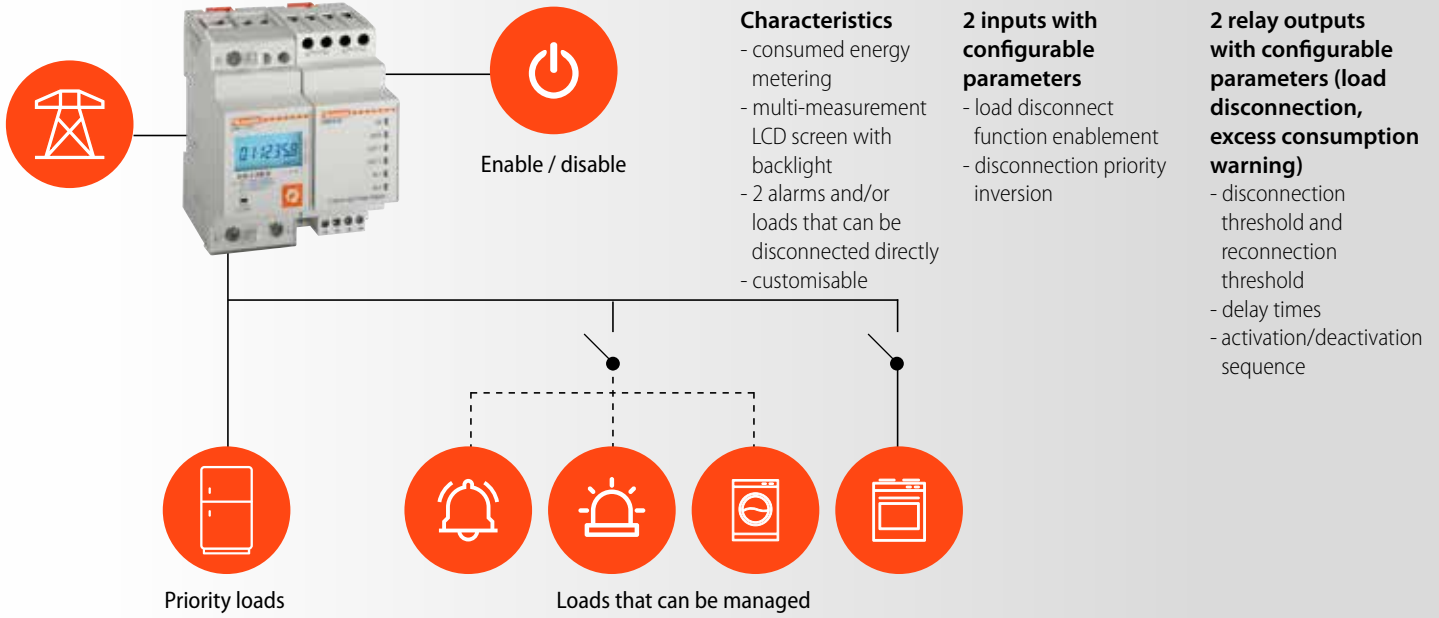 Enable / disable
Priority loads
Loads that can be managed
Characteristics
- consumed energy
metering
- multi-measurement
LCD screen with
backlight
- 2 alarms and/or
loads that can be
disconnected directly
- customisable
2 inputs with
configurable
parameters
- load disconnect
function enablement
- disconnection priority
inversion
2 relay outputs
with configurable
parameters (load
disconnection,
excess consumption
warning)
- disconnection
threshold and
reconnection
threshold
- delay times
- activation/deactivation
sequence